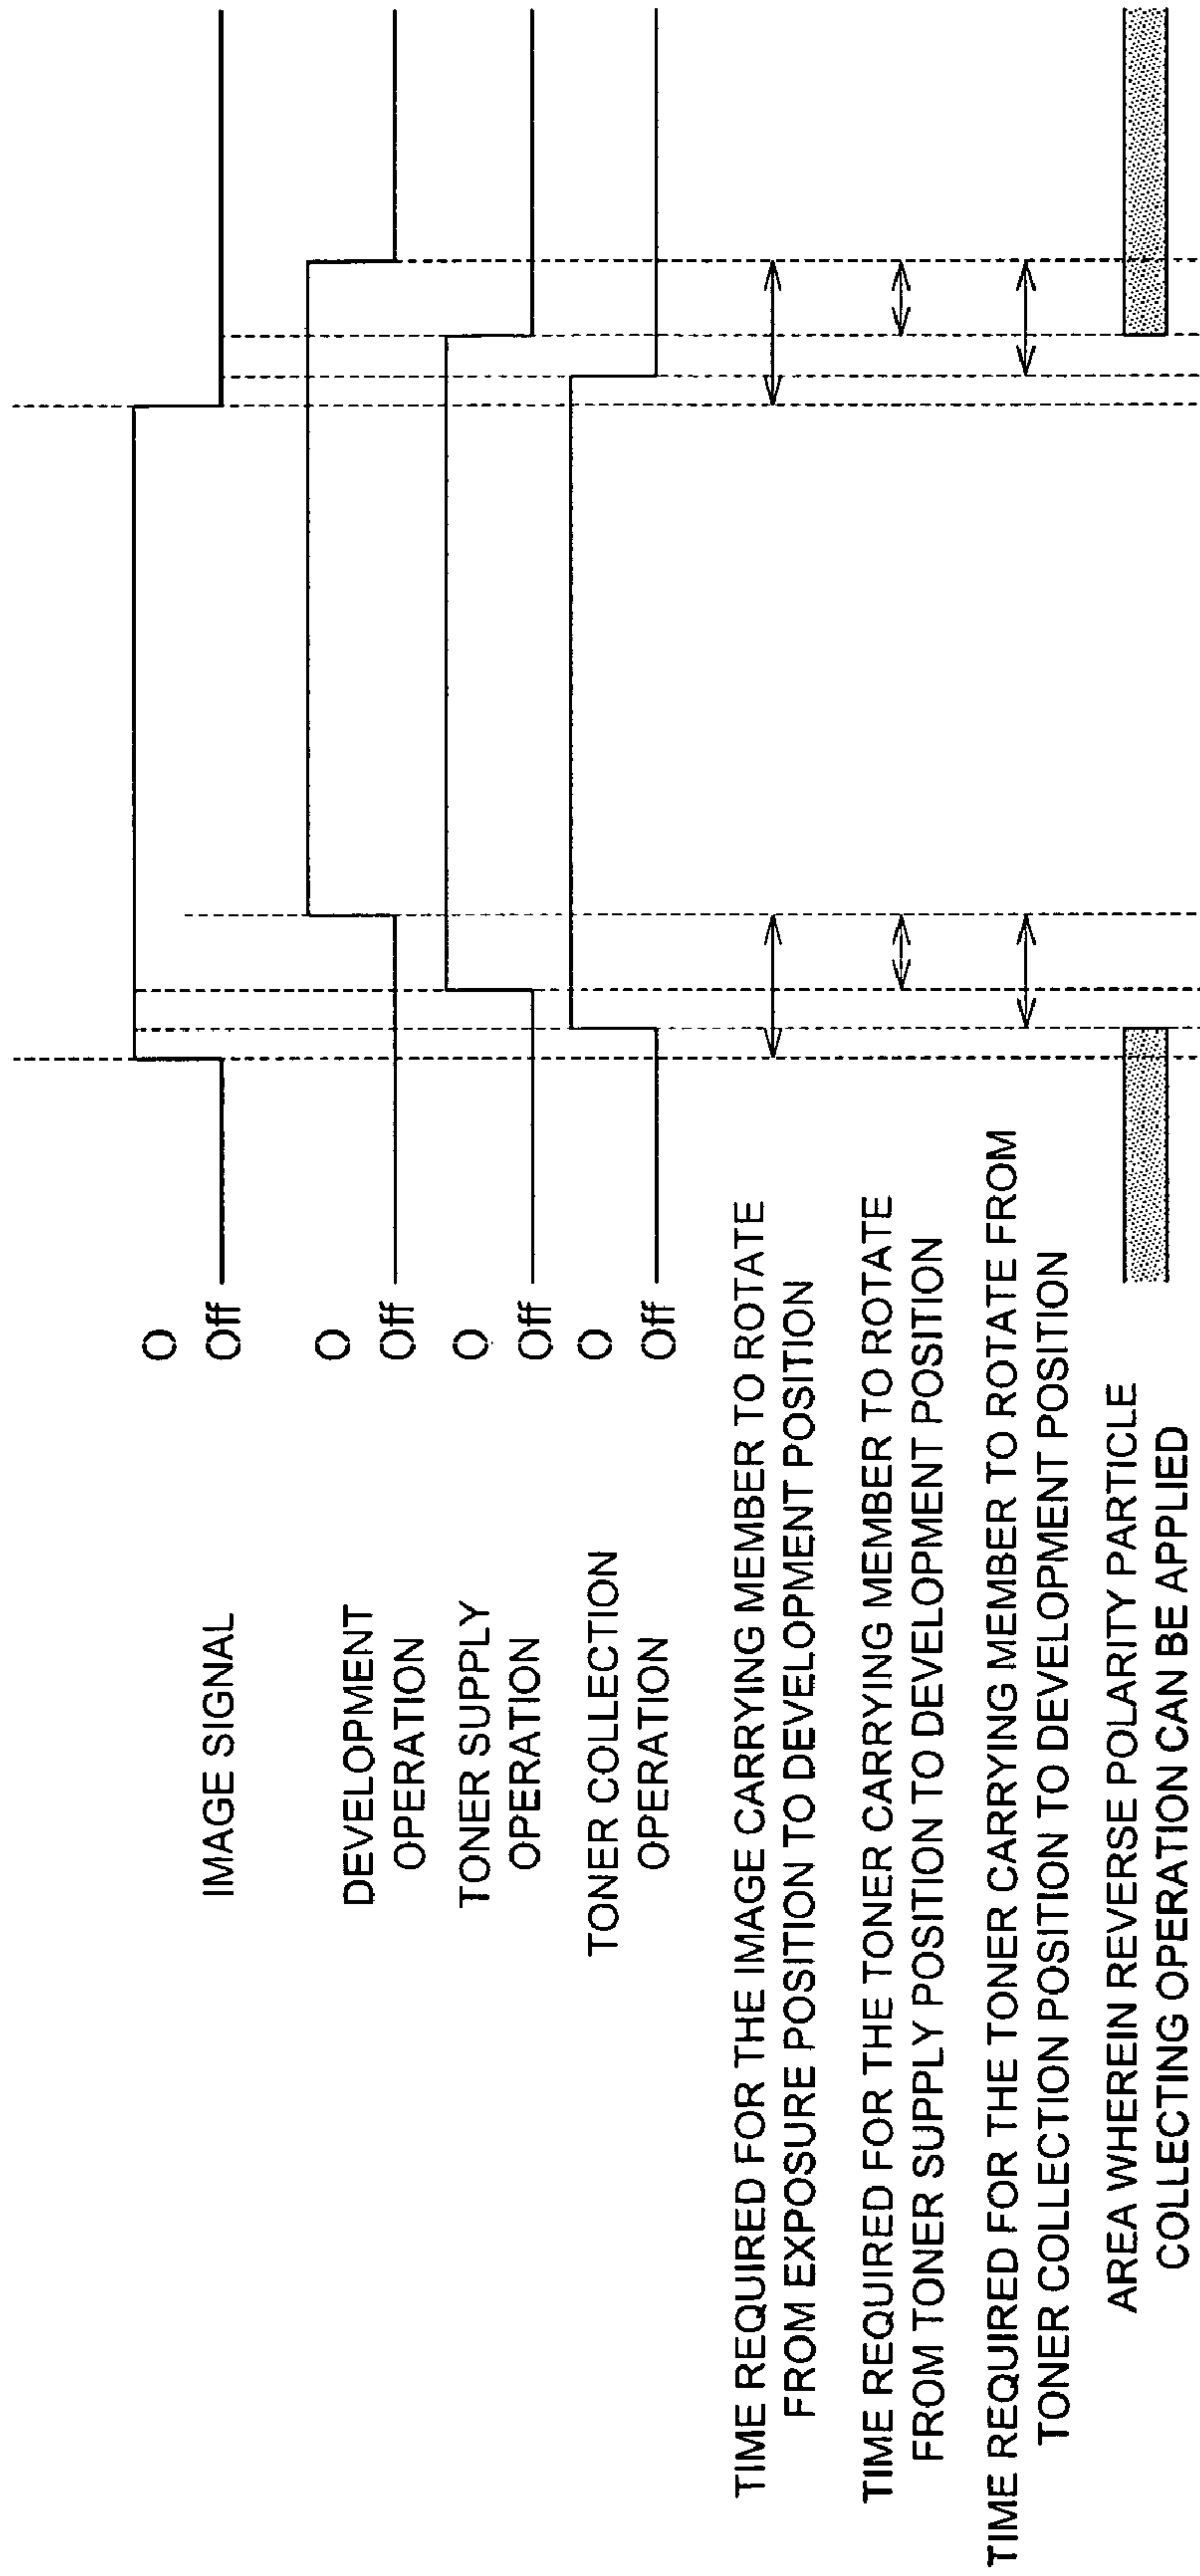 IMAGE SIGNAL
O
Off
DEVELOPMENT
OPERATION
O
Off
TONER SUPPLY
OPERATION
O
Off
TONER COLLECTION
OPERATION
O
Off
TIME REQUIRED FOR THE IMAGE CARRYING MEMBER TO ROTATE
FROM EXPOSURE POSITION TO DEVELOPMENT POSITION
TIME REQUIRED FOR THE TONER CARRYING MEMBER TO ROTATE
FROM TONER SUPPLY POSITION TO DEVELOPMENT POSITION
TIME REQUIRED FOR THE TONER CARRYING MEMBER TO ROTATE FROM
TONER COLLECTION POSITION TO DEVELOPMENT POSITION
AREA WHEREIN REVERSE POLARITY PARTICLE
COLLECTING OPERATION CAN BE APPLIED